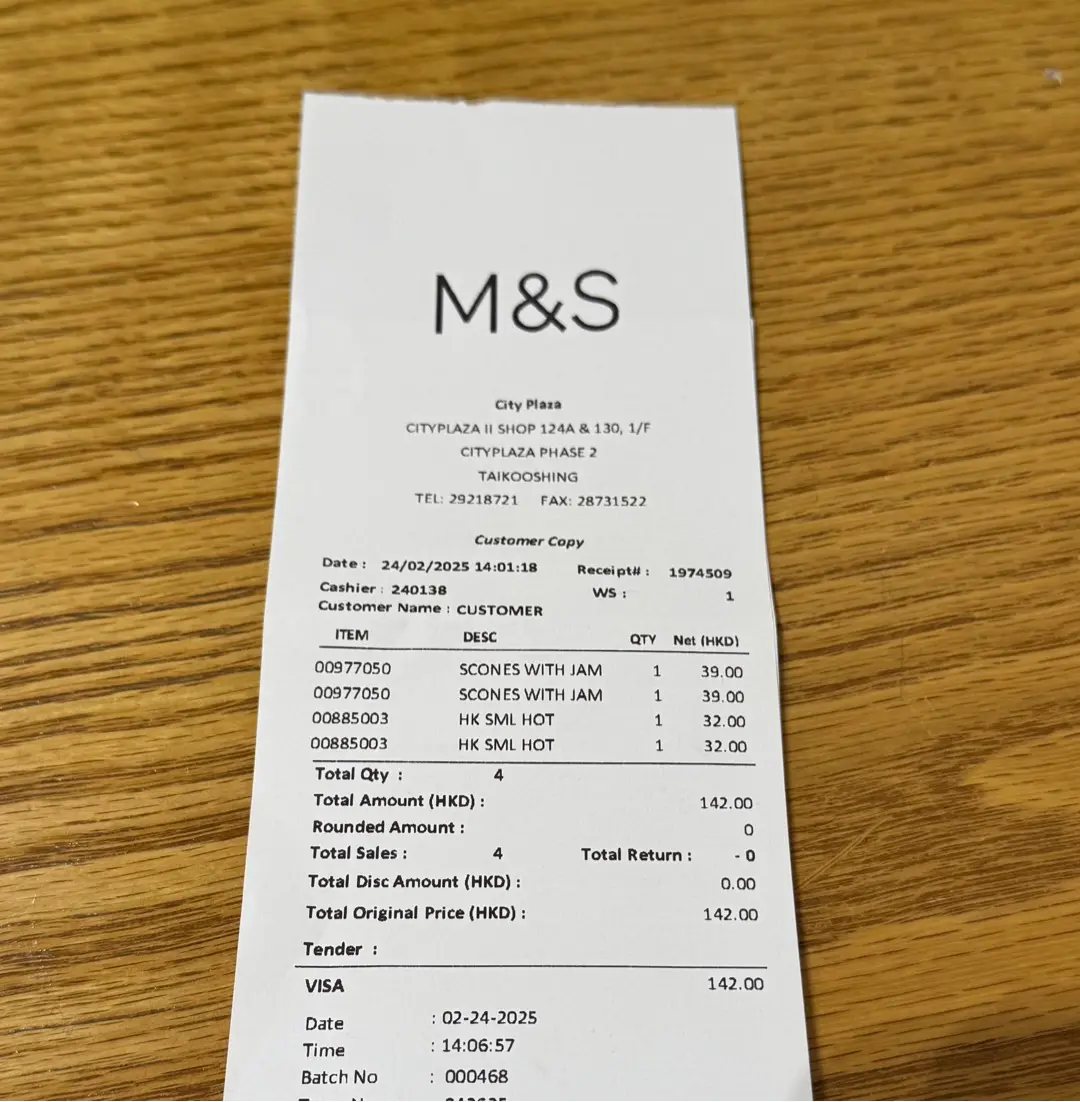 M&S
City Plaza
CITYPLAZA II SHOP 124A & 130, 1/F
CITYPLAZA PHASE 2
TAIKOOSHING
TEL: 29218721 FAX: 28731522
Customer Copy
Date : 24/02/2025 14:01:18 Receipt# : 1974509
Cashier : 240138 WS : 1
Customer Name : CUSTOMER
ITEM DESC QTY Net (HKD)
00977050 SCONES WITH JAM 1 39.00
00977050 SCONES WITH JAM 1 39.00
00885003 HK SML HOT 1 32.00
00885003 HK SML HOT 1 32.00
Total Qty : 4
Total Amount (HKD) : 142.00
Rounded Amount : 0
Total Sales : 4 Total Return : - 0
Total Disc Amount (HKD) : 0.00
Total Original Price (HKD) : 142.00
Tender :
VISA 142.00
Date : 02-24-2025
Time : 14:06:57
Batch No : 000468